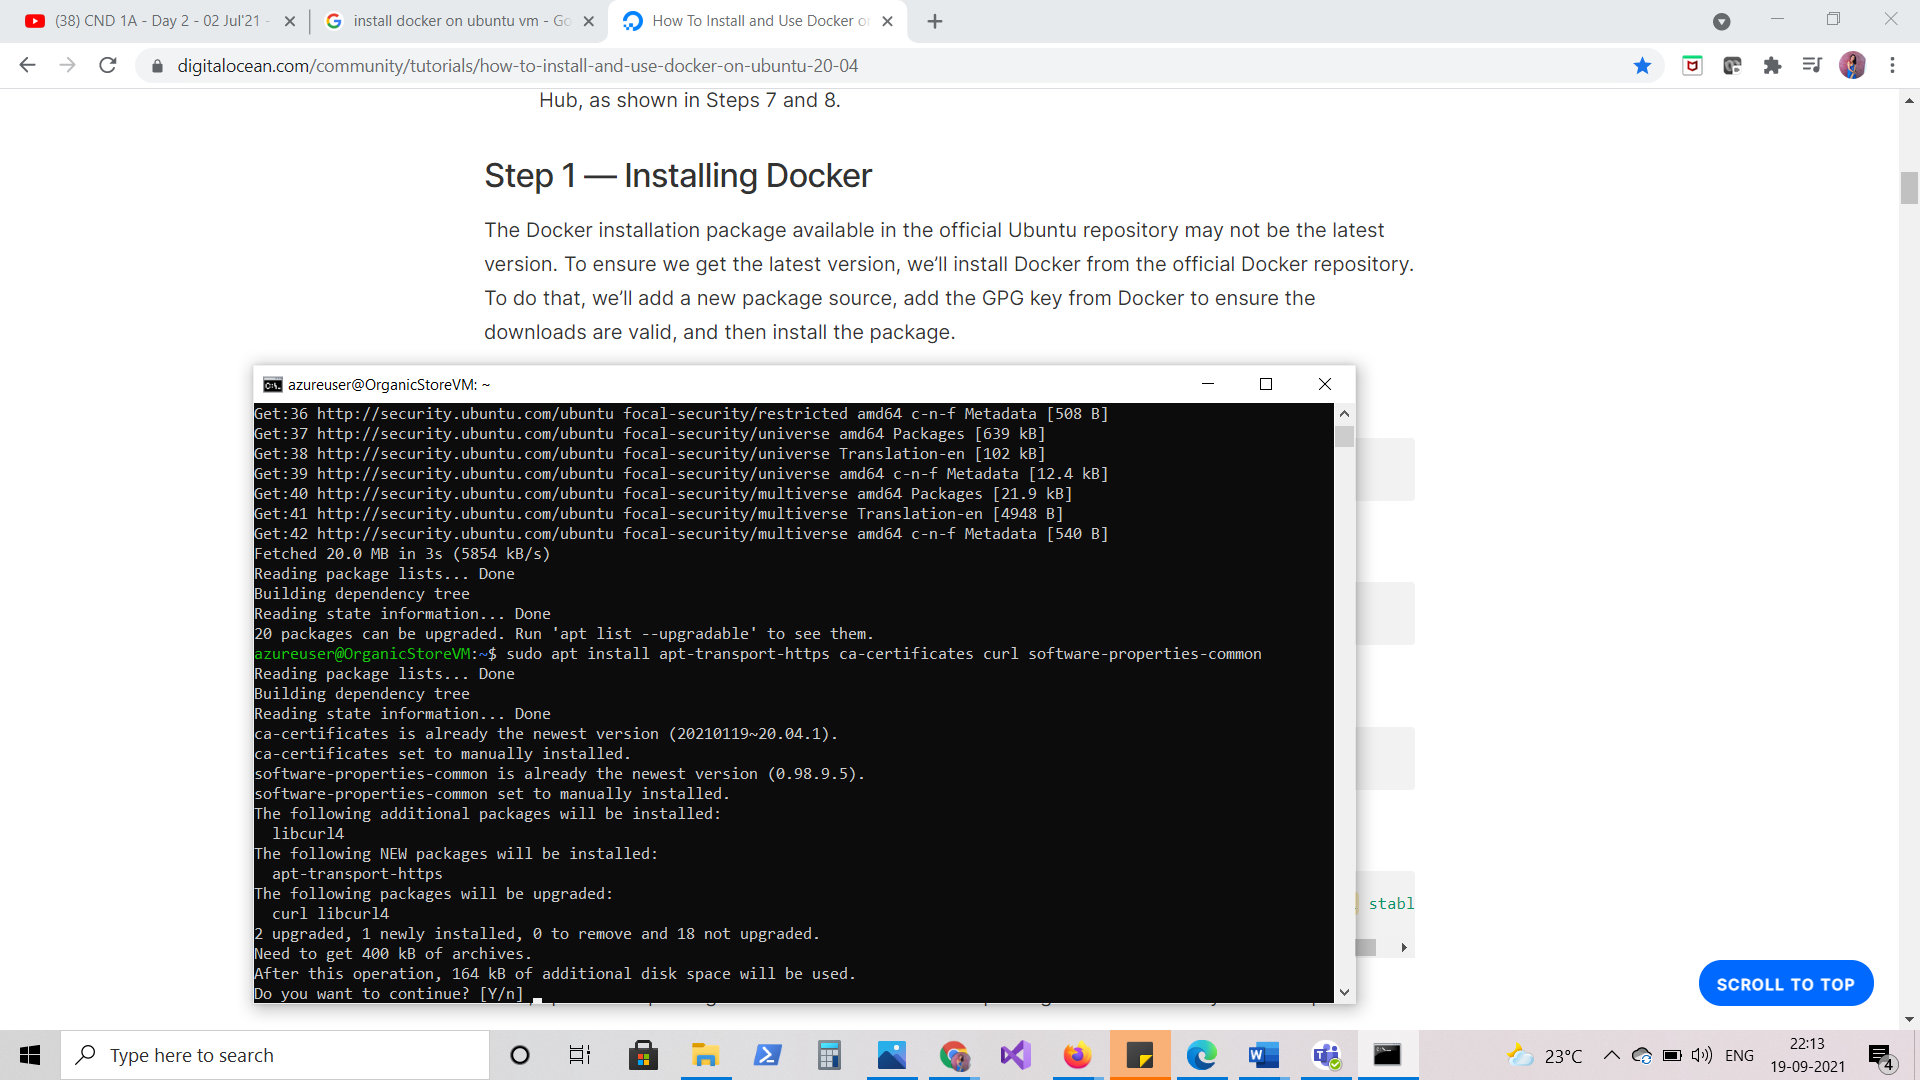 (38) CND 1A - Day 2 - 02 Jul'21 -
install docker on ubuntu vm - Go
How To Install and Use Docker on
digitalocean.com/community/tutorials/how-to-install-and-use-docker-on-ubuntu-20-04
Hub, as shown in Steps 7 and 8.
Step 1 — Installing Docker
The Docker installation package available in the official Ubuntu repository may not be the latest
version. To ensure we get the latest version, we’ll install Docker from the official Docker repository.
To do that, we’ll add a new package source, add the GPG key from Docker to ensure the
downloads are valid, and then install the package.
azureuser@OrganicStoreVM: ~
Get:36 http://security.ubuntu.com/ubuntu focal-security/restricted amd64 c-n-f Metadata [508 B]
Get:37 http://security.ubuntu.com/ubuntu focal-security/universe amd64 Packages [639 kB]
Get:38 http://security.ubuntu.com/ubuntu focal-security/universe Translation-en [102 kB]
Get:39 http://security.ubuntu.com/ubuntu focal-security/universe amd64 c-n-f Metadata [12.4 kB]
Get:40 http://security.ubuntu.com/ubuntu focal-security/multiverse amd64 Packages [21.9 kB]
Get:41 http://security.ubuntu.com/ubuntu focal-security/multiverse Translation-en [4948 B]
Get:42 http://security.ubuntu.com/ubuntu focal-security/multiverse amd64 c-n-f Metadata [540 B]
Fetched 20.0 MB in 3s (5854 kB/s)
Reading package lists... Done
Building dependency tree
Reading state information... Done
20 packages can be upgraded. Run 'apt list --upgradable' to see them.
azureuser@OrganicStoreVM:~$ sudo apt install apt-transport-https ca-certificates curl software-properties-common
Reading package lists... Done
Building dependency tree
Reading state information... Done
ca-certificates is already the newest version (20210119~20.04.1).
ca-certificates set to manually installed.
software-properties-common is already the newest version (0.98.9.5).
software-properties-common set to manually installed.
The following additional packages will be installed:
libcurl4
The following NEW packages will be installed:
apt-transport-https
The following packages will be upgraded:
curl libcurl4
2 upgraded, 1 newly installed, 0 to remove and 18 not upgraded.
Need to get 400 kB of archives.
After this operation, 164 kB of additional disk space will be used.
Do you want to continue? [Y/n]
stabl
SCROLL TO TOP
Type here to search
23°C
ENG
22:13
19-09-2021
4